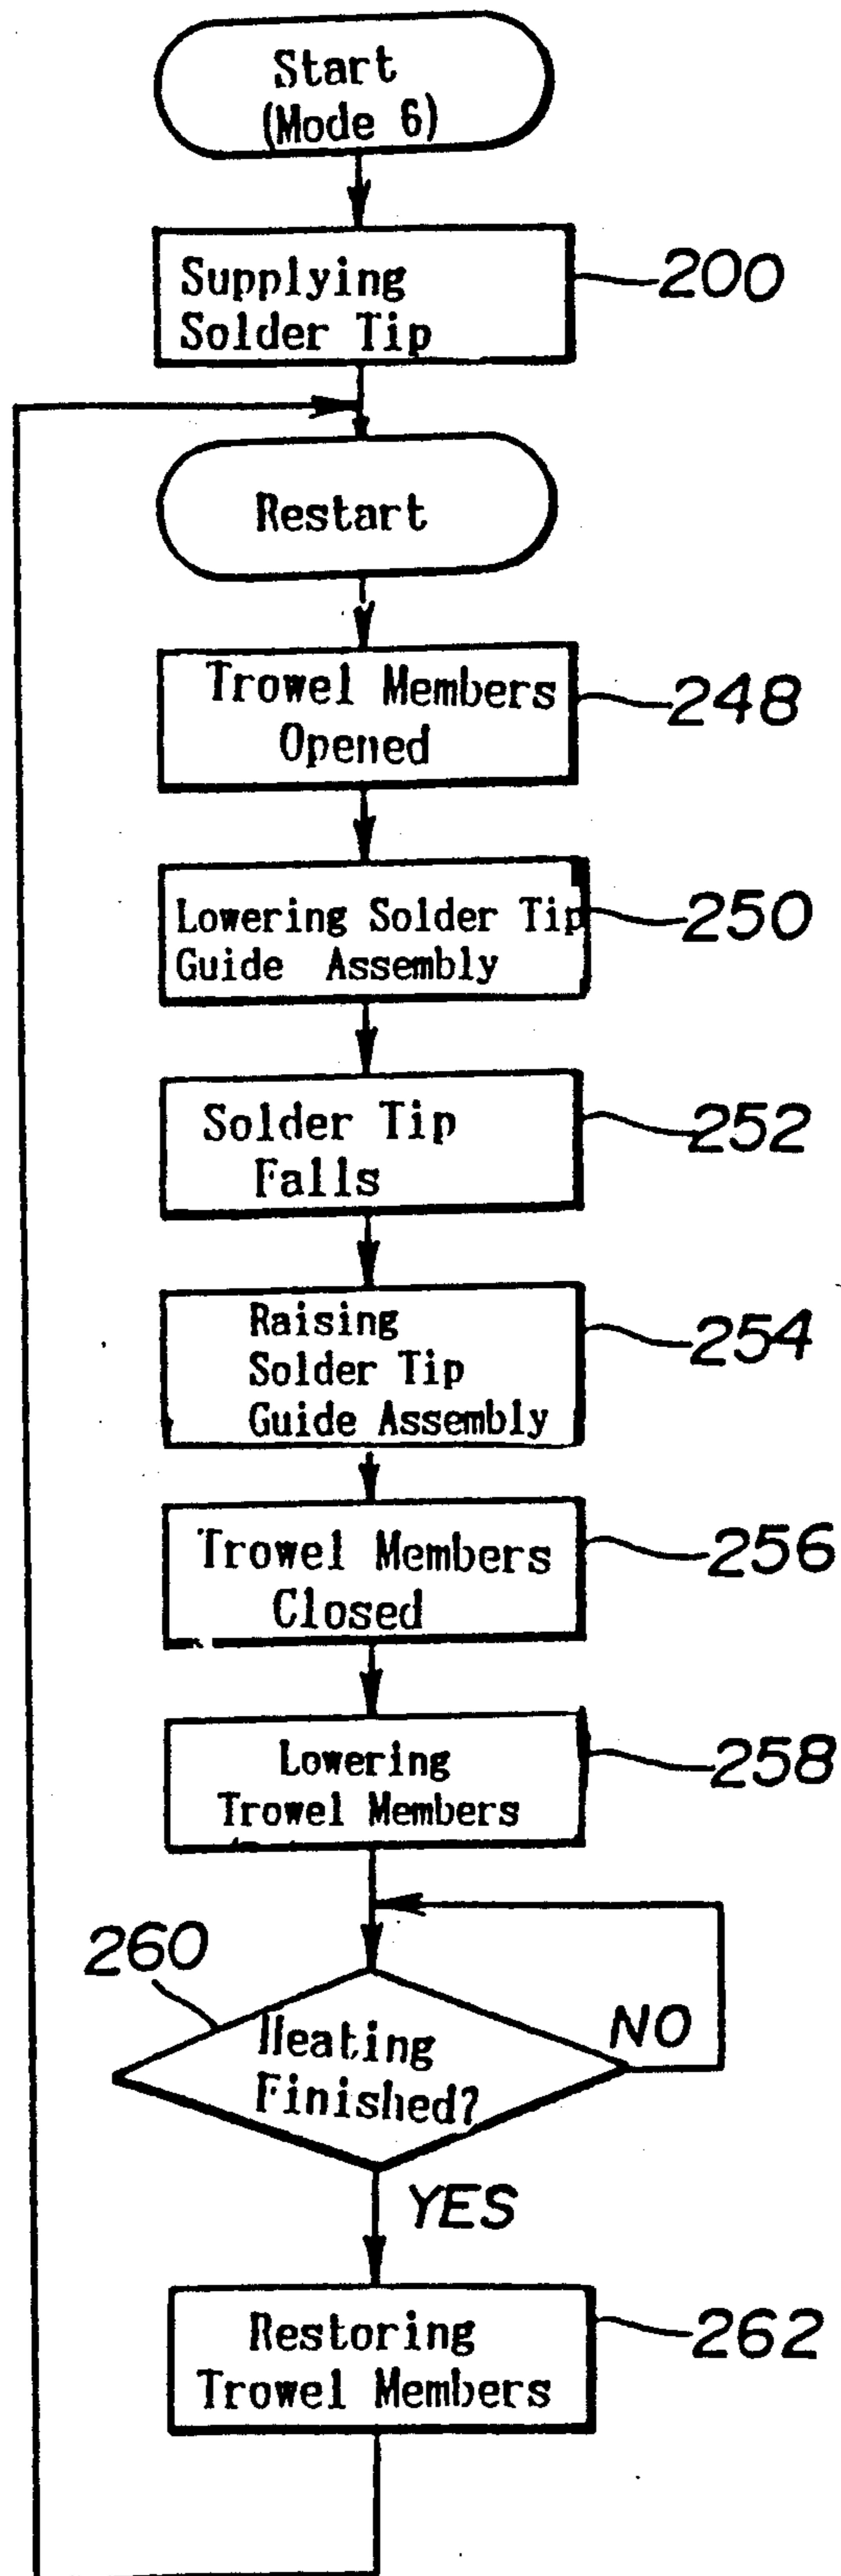 Start
(Mode 6)
Supplying
Solder Tip
200
Restart
Trowel Members
Opened
248
Lowering Solder Tip
Guide Assembly
250
Solder Tip
Falls
252
Raising
Solder Tip
Guide Assembly
254
Trowel Members
Closed
256
Lowering
Trowel Members
258
260
Heating
Finished?
NO
YES
Restoring
Trowel Members
262